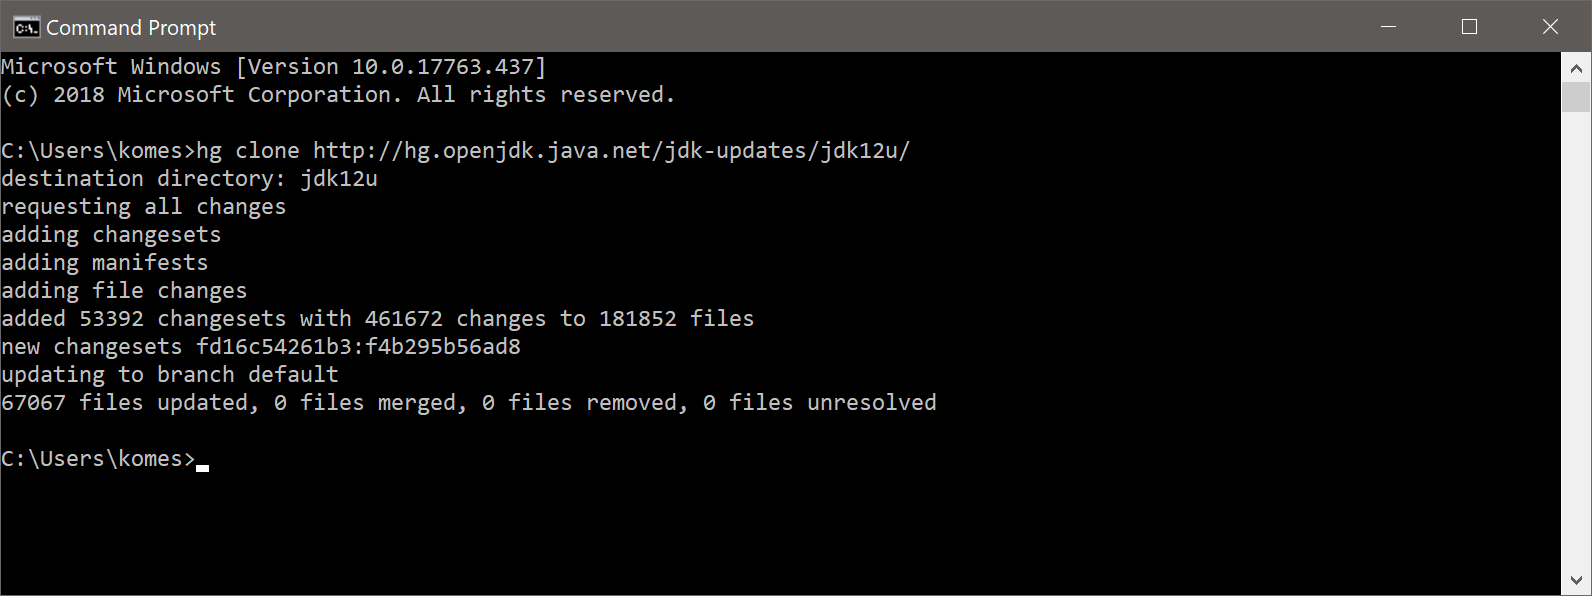 Command Prompt
Microsoft Windows [Version 10.0.17763.437]
(c) 2018 Microsoft Corporation. All rights reserved.
C:\Users\komes>hg clone http://hg.openjdk.java.net/jdk-updates/jdk12u/
destination directory: jdk12u
requesting all changes
adding changesets
adding manifests
adding file changes
added 53392 changesets with 461672 changes to 181852 files
new changesets fd16c54261b3:f4b295b56ad8
updating to branch default
67067 files updated, 0 files merged, 0 files removed, 0 files unresolved
C:\Users\komes>